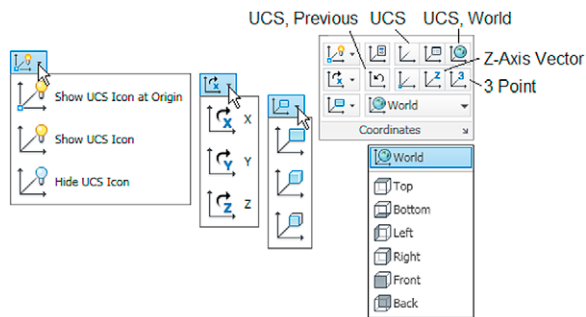 UCS, Previous UCS UCS, World
Z-Axis Vector
3 Point
World
Coordinates
Show UCS Icon at Origin
Show UCS Icon
Hide UCS Icon
X
X
Y
Y
Z
Z
World
Top
Bottom
Left
Right
Front
Back